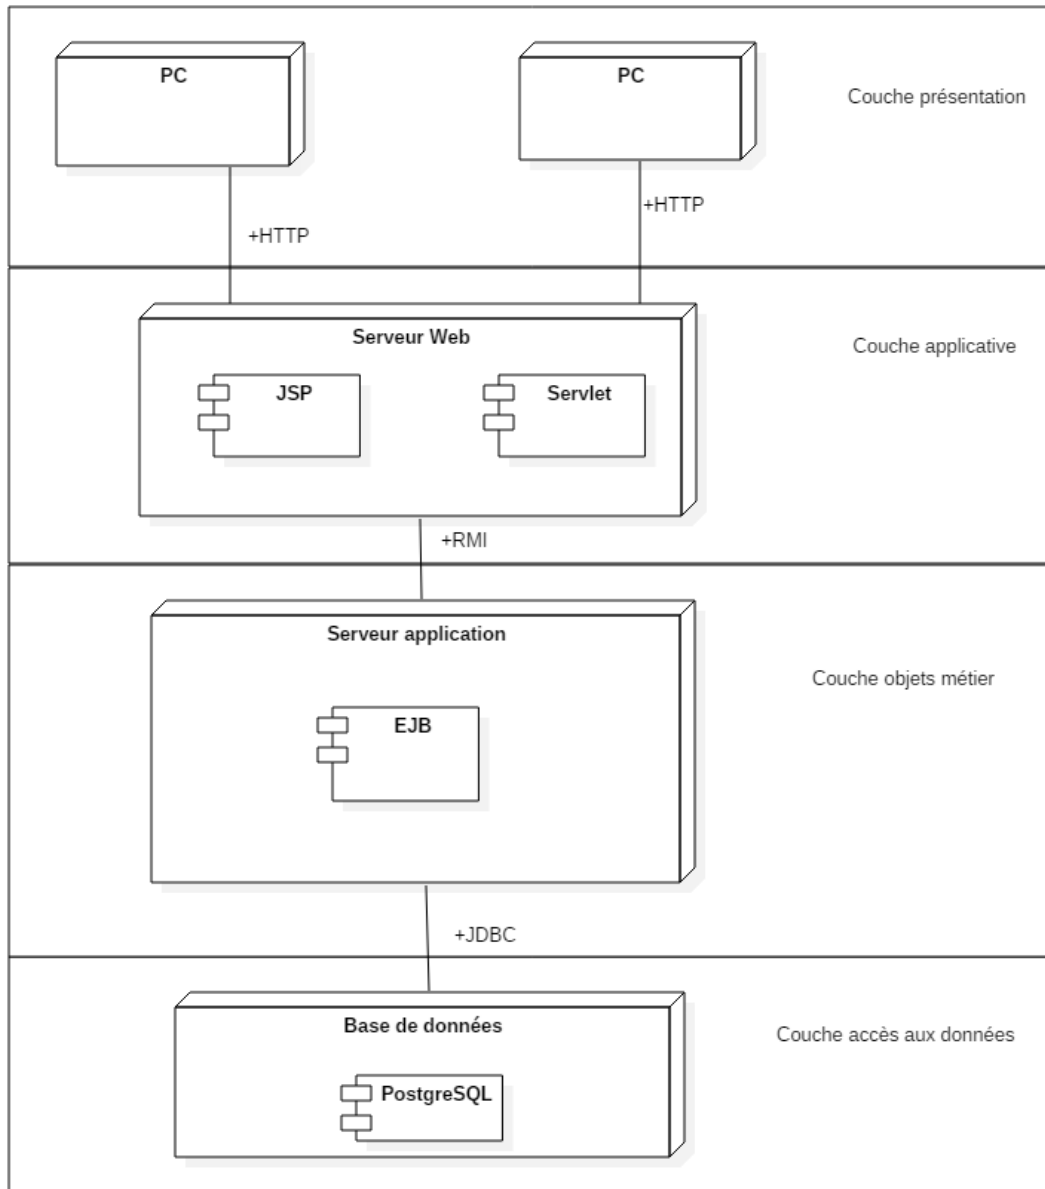 PC
PC
Couche présentation
+HTTP
+HTTP
Serveur Web
Couche applicative
JSP
Servlet
+RMI
Serveur application
Couche objets métier
EJB
+JDBC
Base de données
Couche accès aux données
PostgreSQL